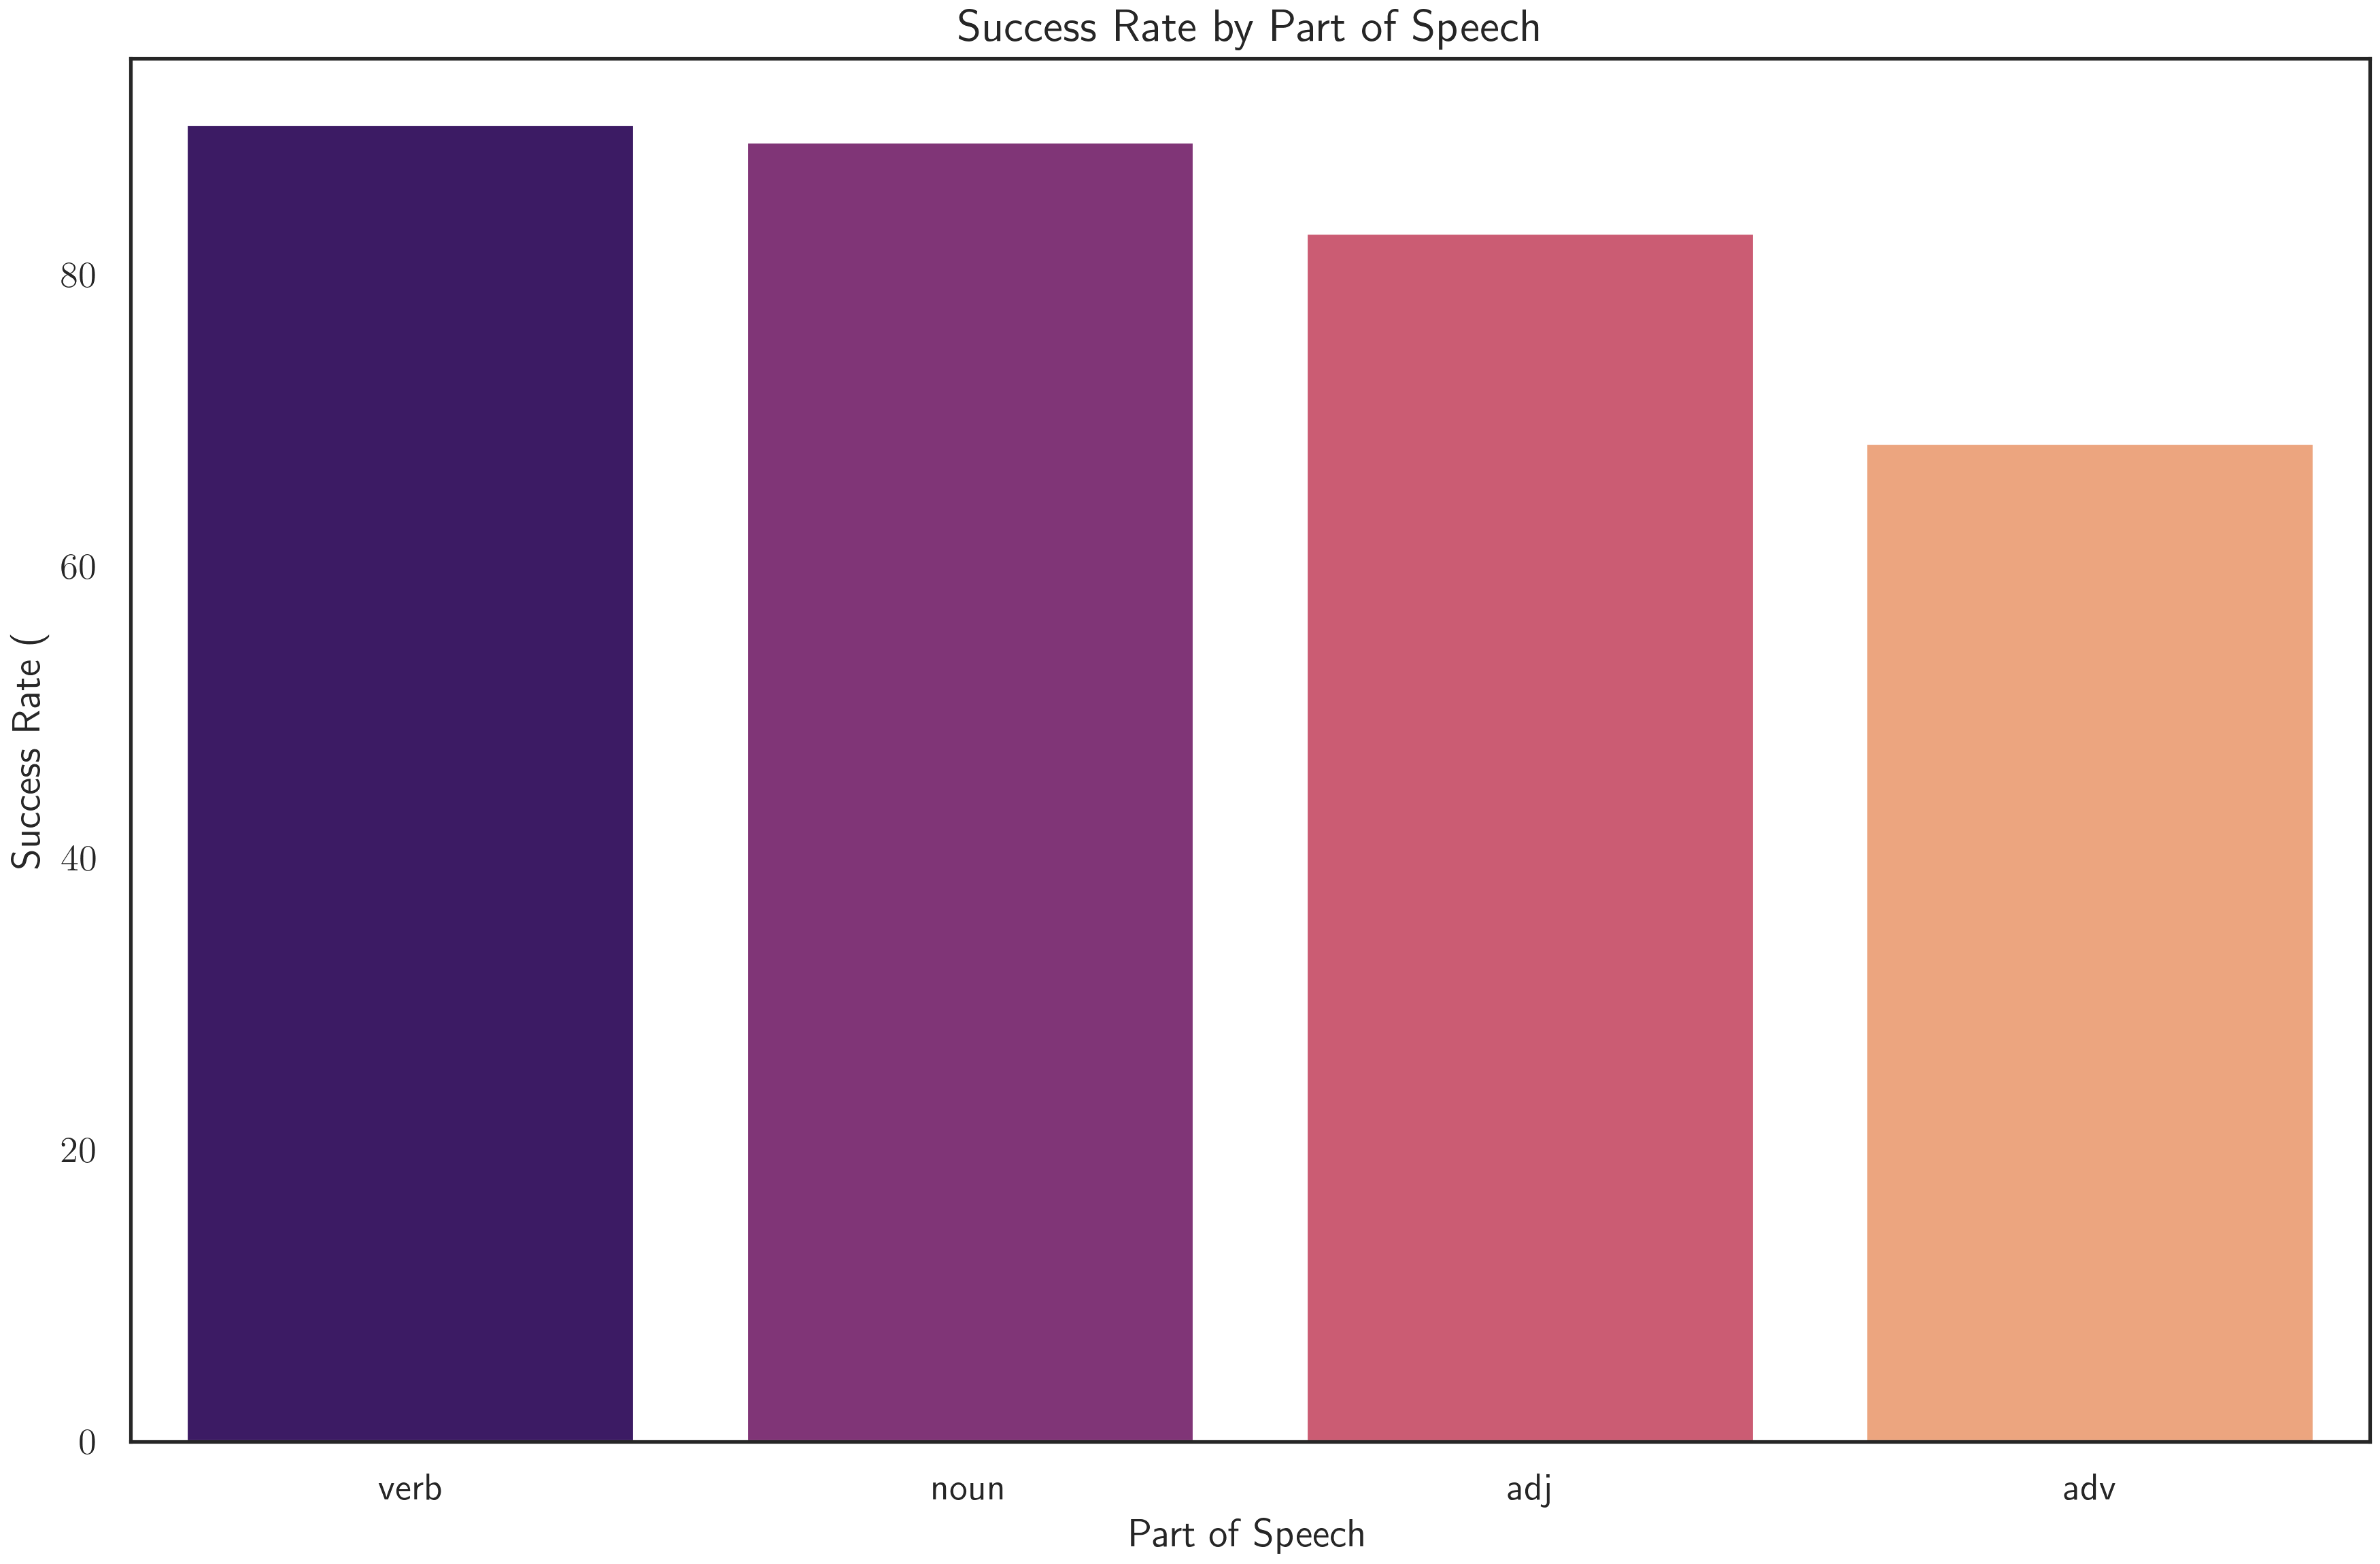 Success Rate by Part of Speech
Success Rate (
80
60
40
20
0
verb noun adj adv
Part of Speech